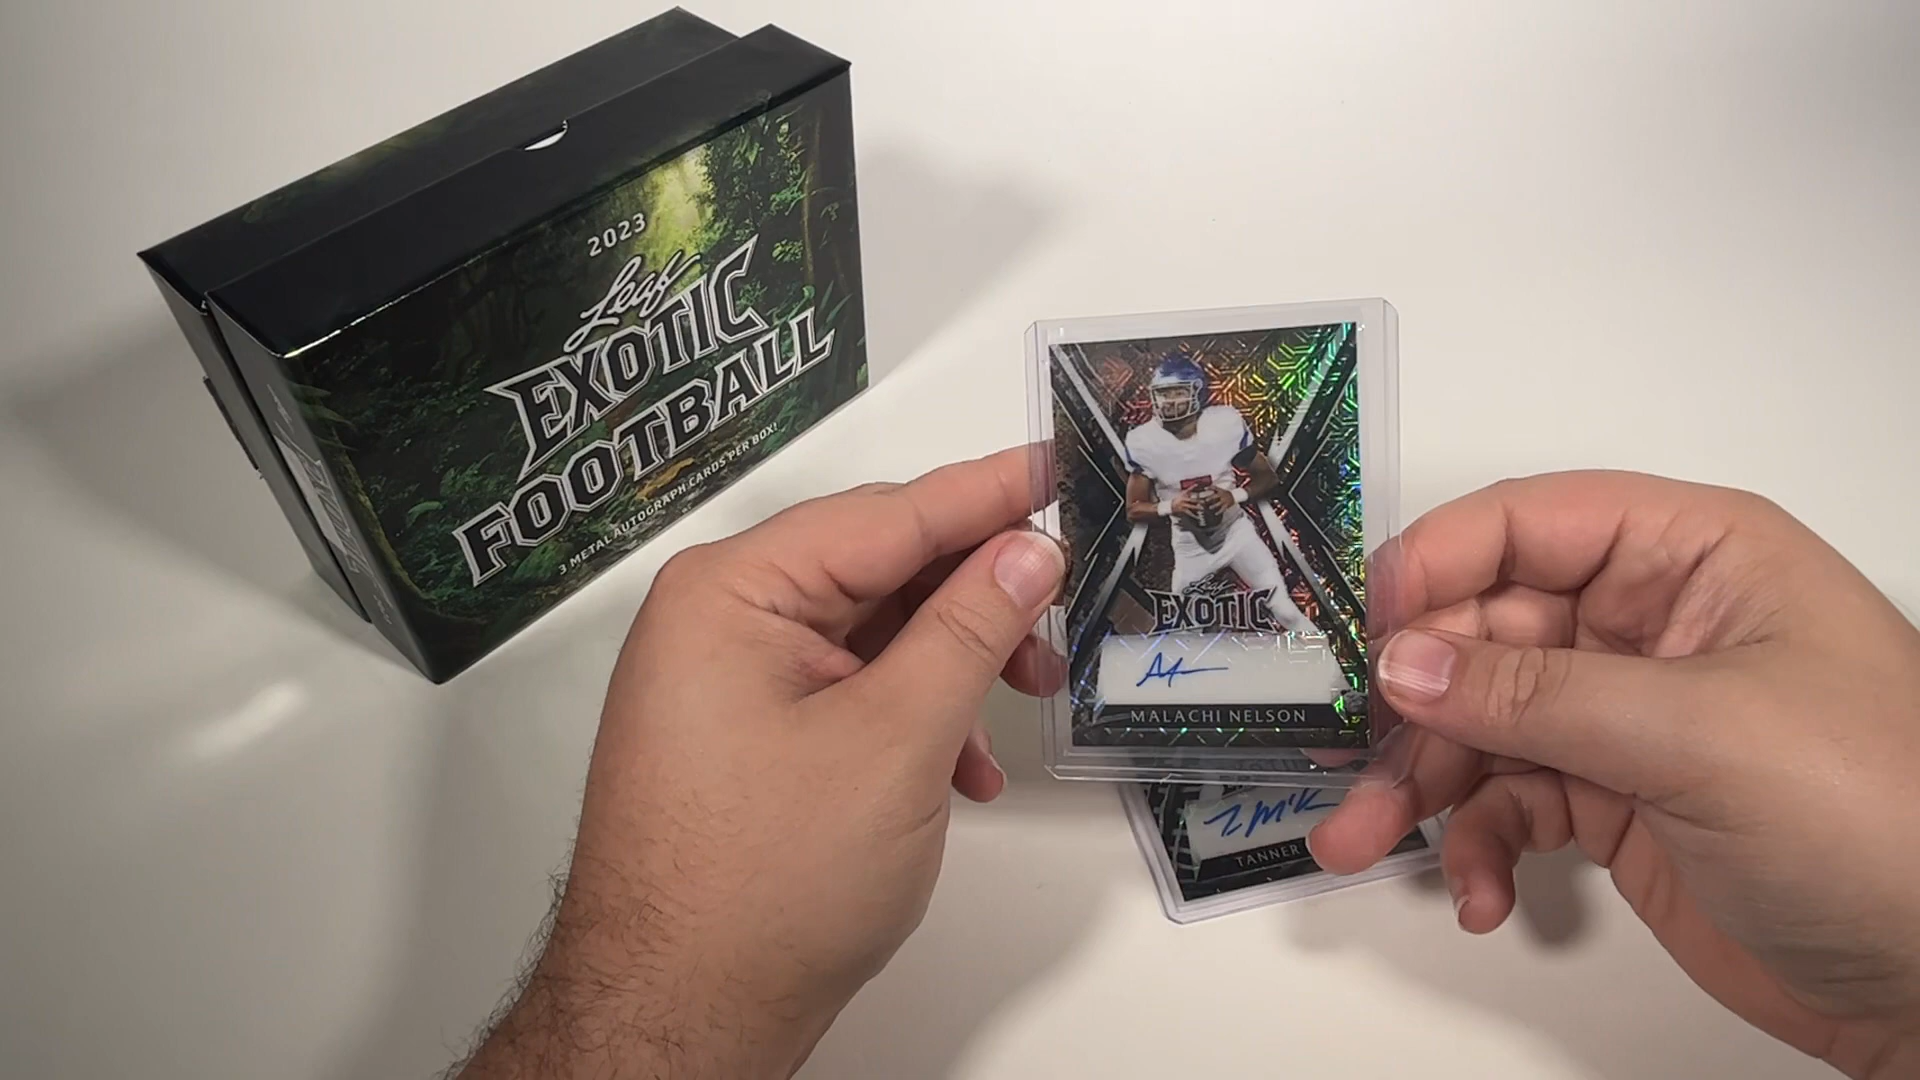 2023
Leaf
EXOTIC
FOOTBALL
3 METAL AUTOGRAPH CARDS PER BOX!
Leaf
EXOTIC
MALACHI NELSON
TANNER